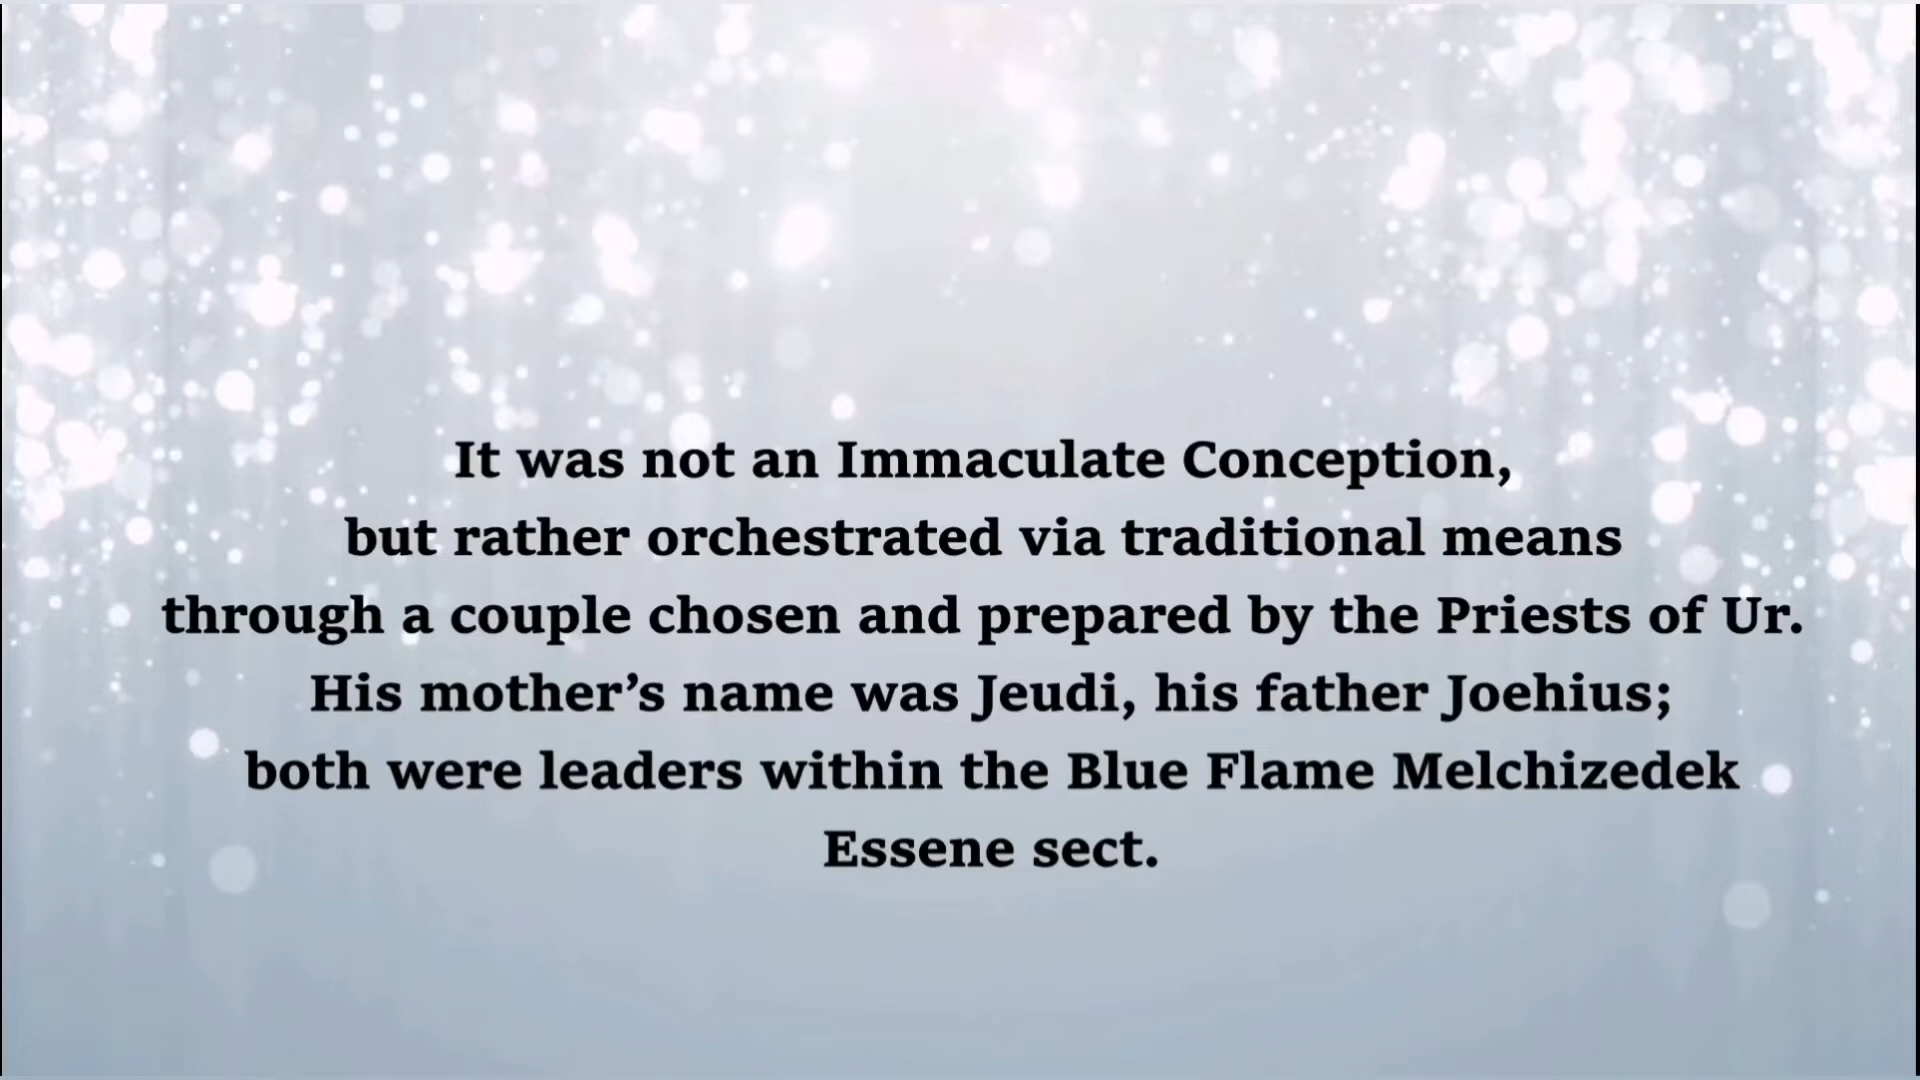 It was not an Immaculate Conception,
but rather orchestrated via traditional means
through a couple chosen and prepared by the Priests of Ur.
His mother’s name was Jeudi, his father Joehius;
both were leaders within the Blue Flame Melchizedek
Essene sect.